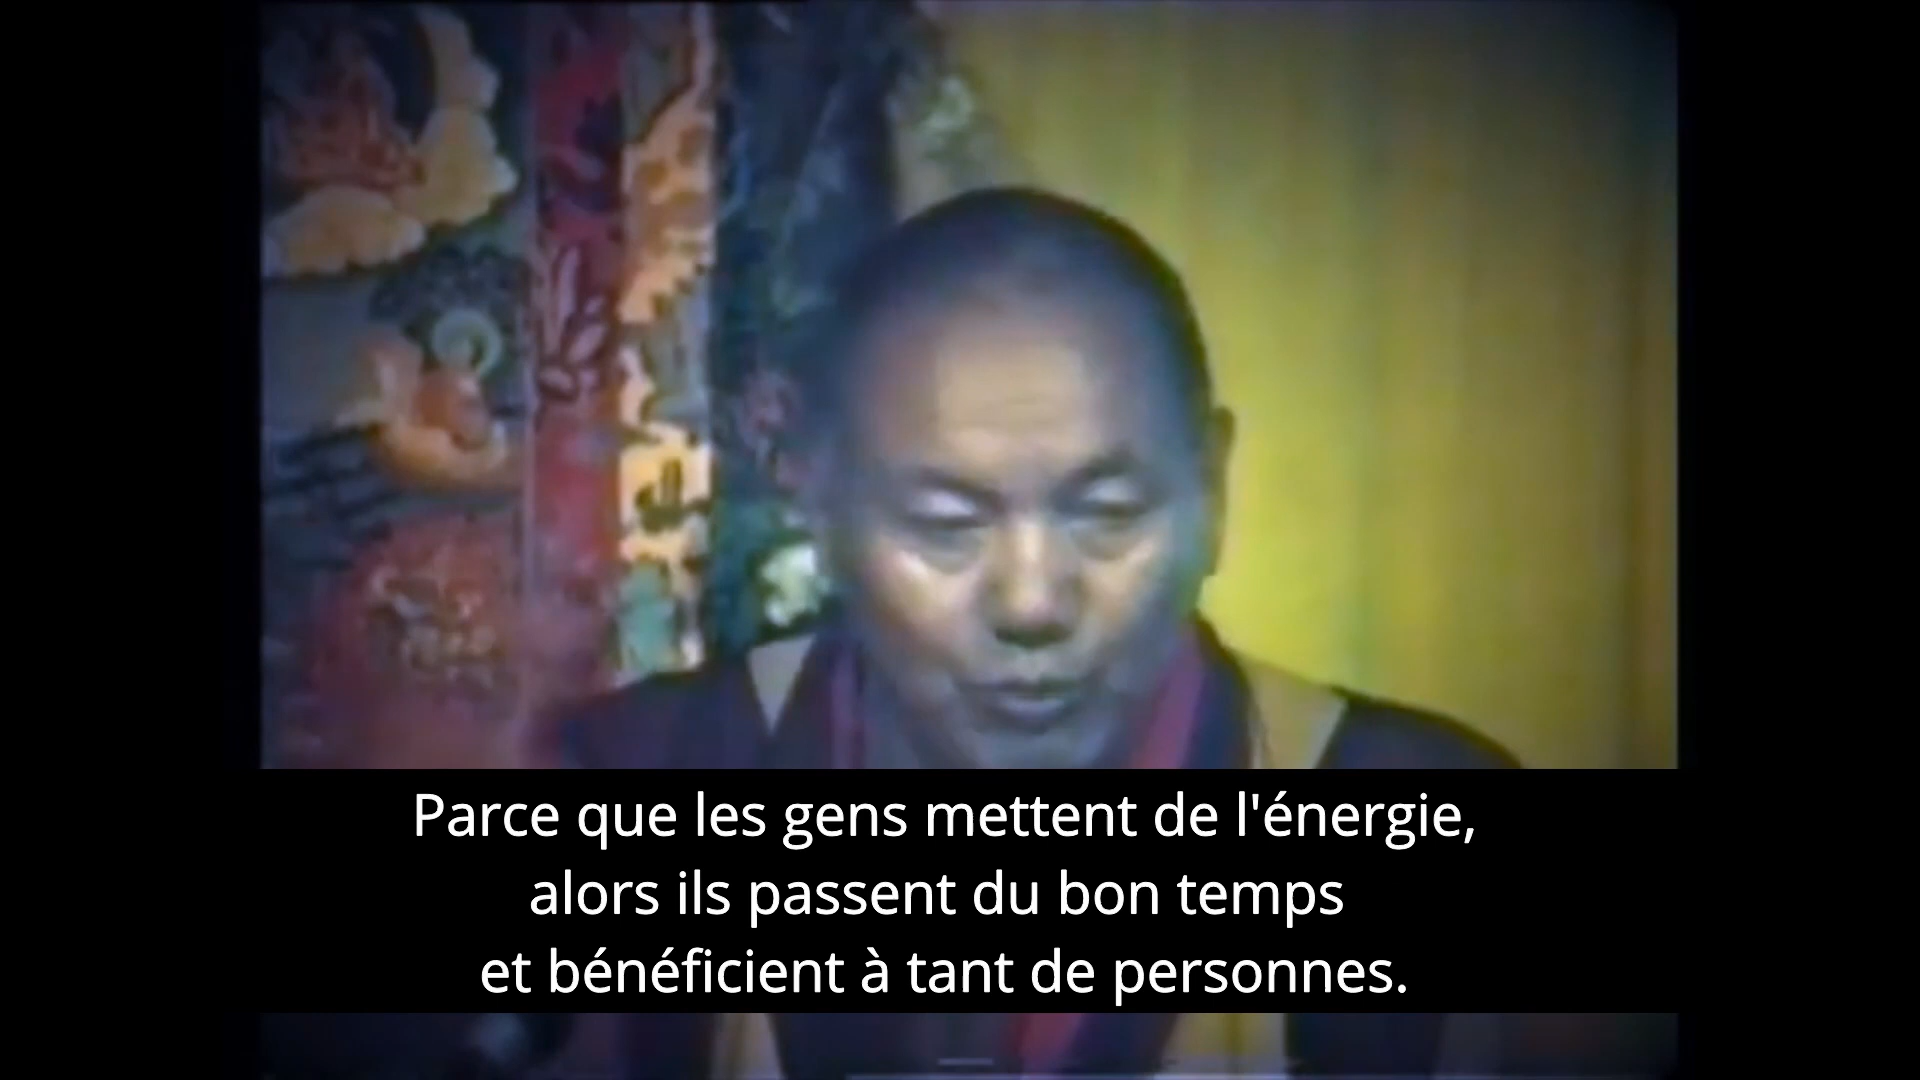 Parce que les gens mettent de l'énergie,
alors ils passent du bon temps
et bénéficient à tant de personnes.